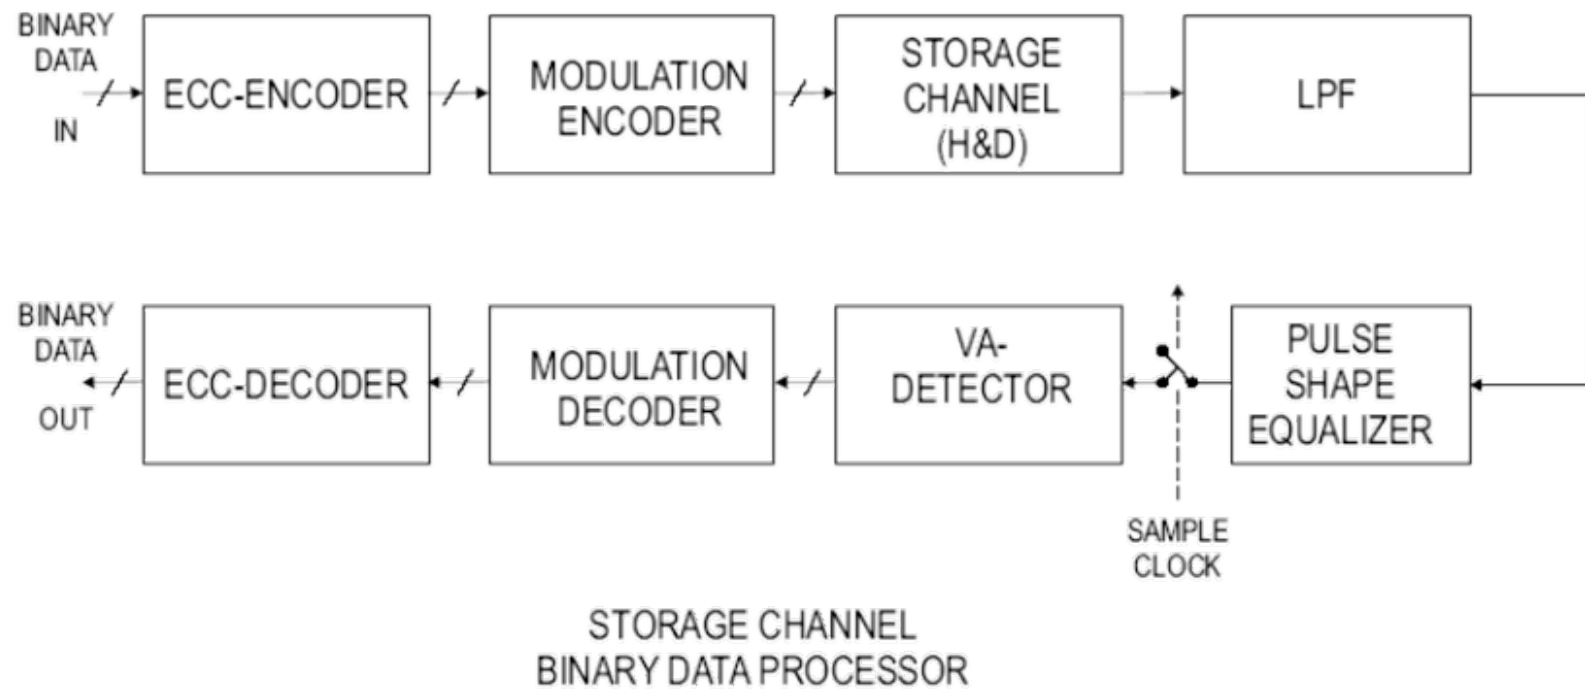 BINARY
DATA
IN
ECC-ENCODER
MODULATION
ENCODER
STORAGE
CHANNEL
(H&D)
LPF
BINARY
DATA
OUT
ECC-DECODER
MODULATION
DECODER
VA-
DETECTOR
PULSE
SHAPE
EQUALIZER
SAMPLE
CLOCK
STORAGE CHANNEL
BINARY DATA PROCESSOR